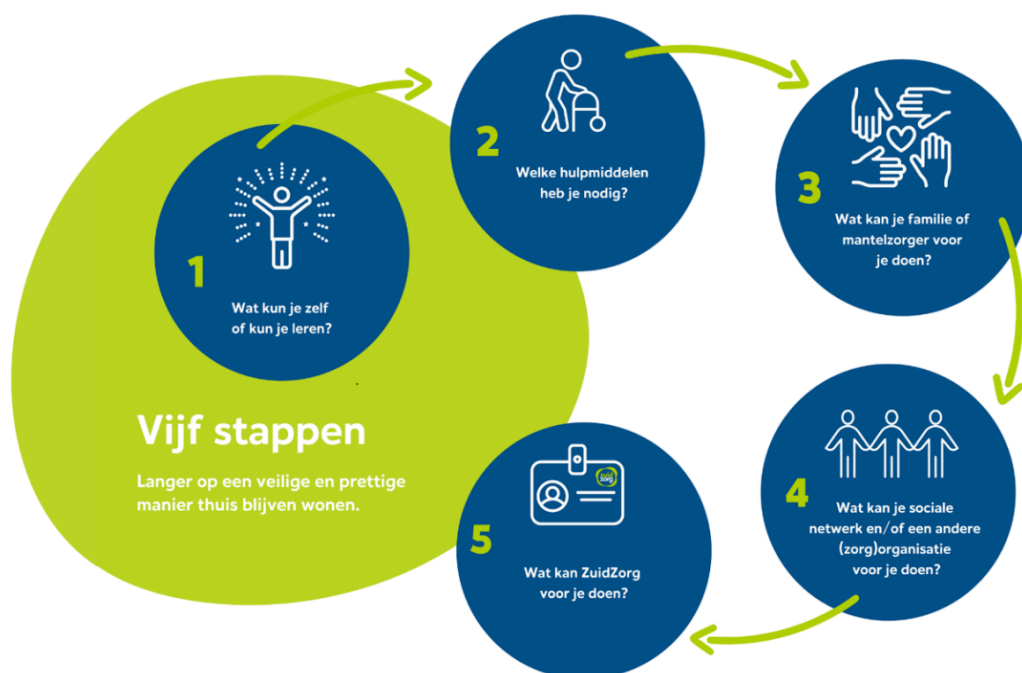 Vijf stappen
Langer op een veilige en prettige
manier thuis blijven wonen.
1
Wat kun je zelf
of kun je leren?
2
Welke hulpmiddelen
heb je nodig?
3
Wat kan je familie of
mantelzorger voor
je doen?
4
Wat kan je sociale
netwerk en/of een andere
(zorg)organisatie
voor je doen?
5
zuid
zorg
Wat kan ZuidZorg
voor je doen?